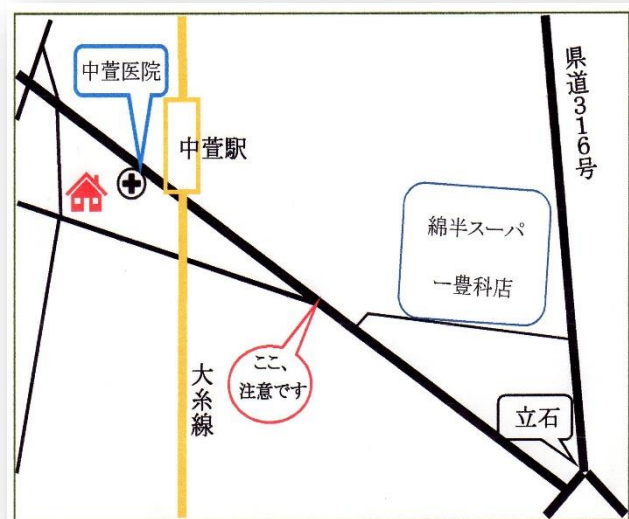 中萱医院
中萱駅
県道316号
綿半スーパ
ー豊科店
ここ、
注意です
大糸線
立石